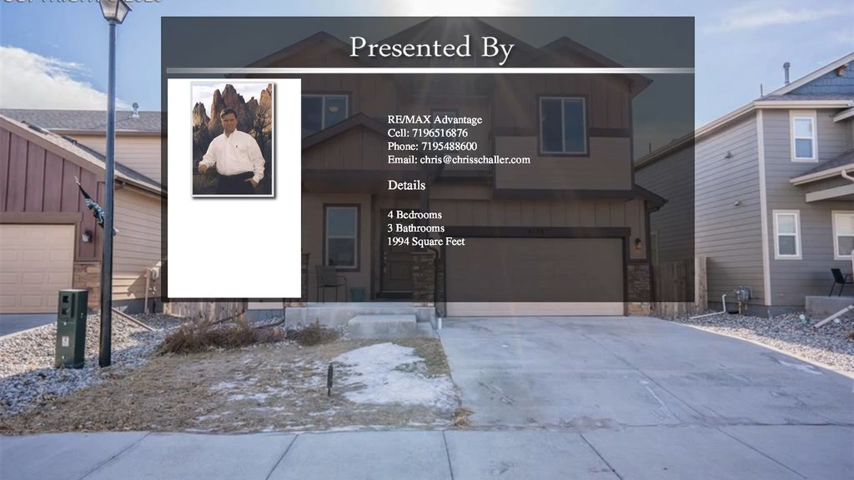 Presented By
RE/MAX Advantage
Cell: 7196516876
Phone: 7195488600
Email: chris@chrisschaller.com
Details
4 Bedrooms
3 Bathrooms
1994 Square Feet